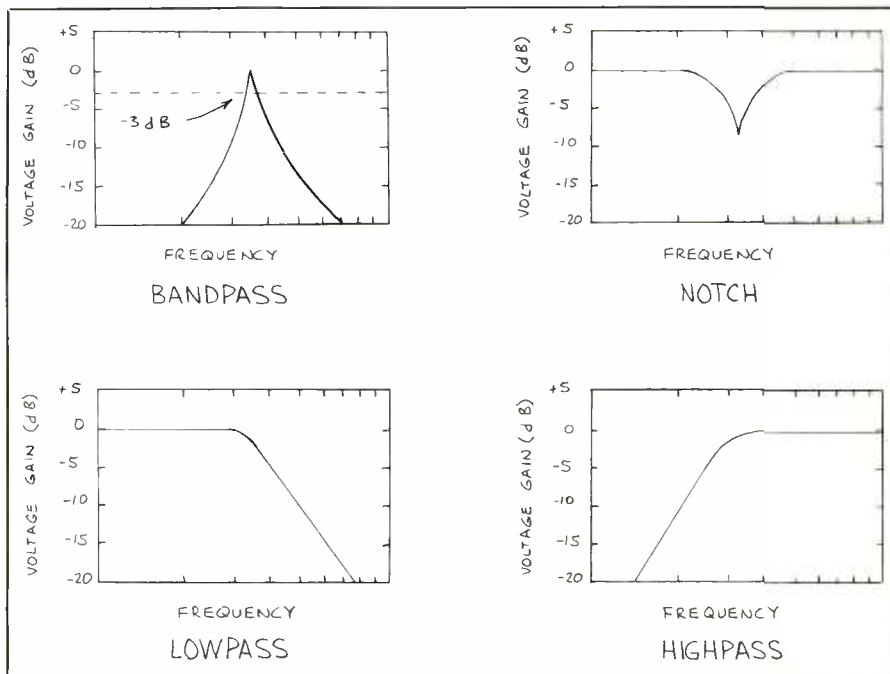 +5
0
-5
-10
-15
-20
VOLTAGE GAIN (dB)
-3 dB
FREQUENCY
BANDPASS
+5
0
-5
-10
-15
-20
VOLTAGE GAIN (dB)
FREQUENCY
NOTCH
+5
0
-5
-10
-15
-20
VOLTAGE GAIN (dB)
FREQUENCY
LOWPASS
+5
0
-5
-10
-15
-20
VOLTAGE GAIN (dB)
FREQUENCY
HIGHPASS